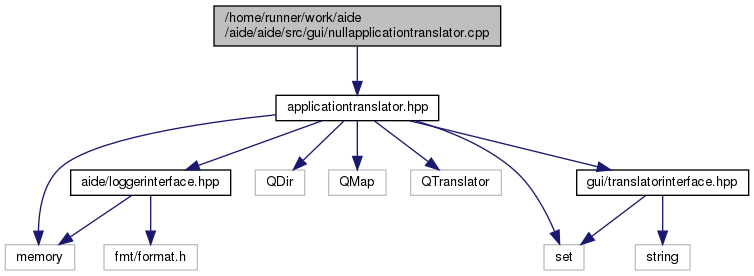 /home/runner/work/aide
/aide/aide/src/gui/nullapplicationtranslator.cpp
applicationtranslator.hpp
aide/loggerinterface.hpp
QDir
QMap
QTranslator
gui/translatorinterface.hpp
memory
fmt/format.h
set
string